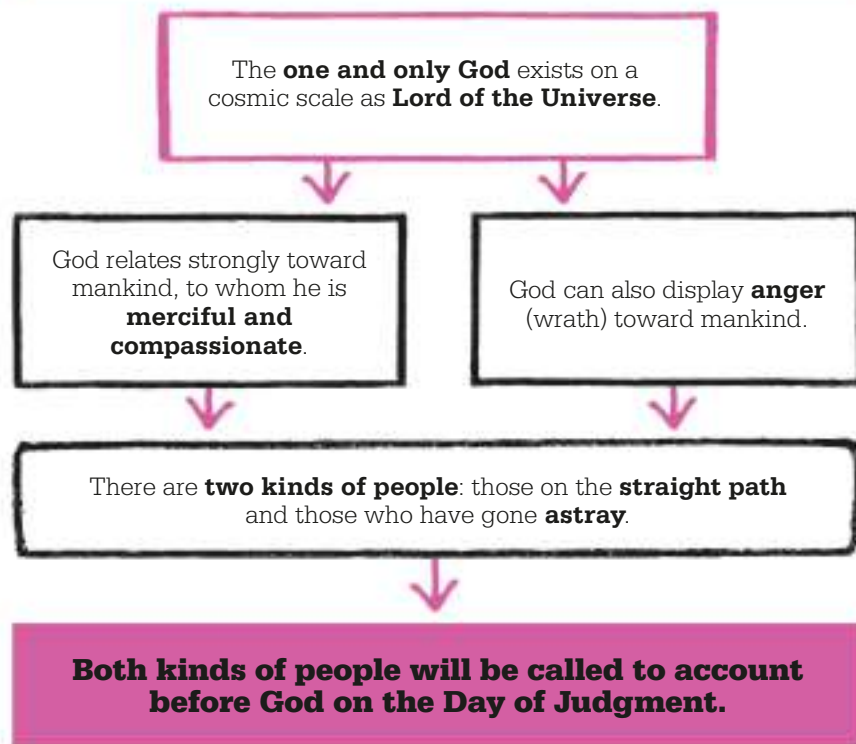 The one and only God exists on a
cosmic scale as Lord of the Universe.
God relates strongly toward
mankind, to whom he is
merciful and
compassionate.
God can also display anger
(wrath) toward mankind.
There are two kinds of people: those on the straight path
and those who have gone astray.
Both kinds of people will be called to account
before God on the Day of Judgment.